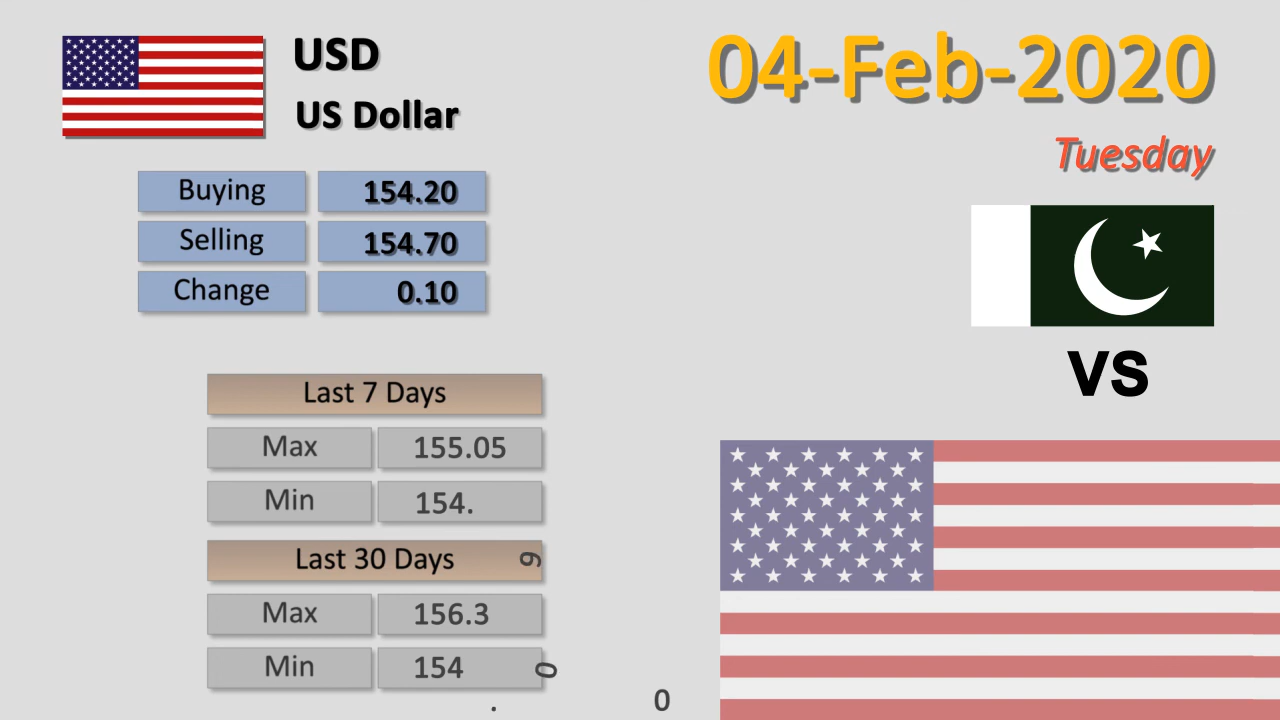 USD
US Dollar
04-Feb-2020
Tuesday
Buying 154.20
Selling 154.70
Change 0.10
VS
Last 7 Days
Max 155.05
Min 154.
Last 30 Days
Max 156.3
Min 154
0
. 0